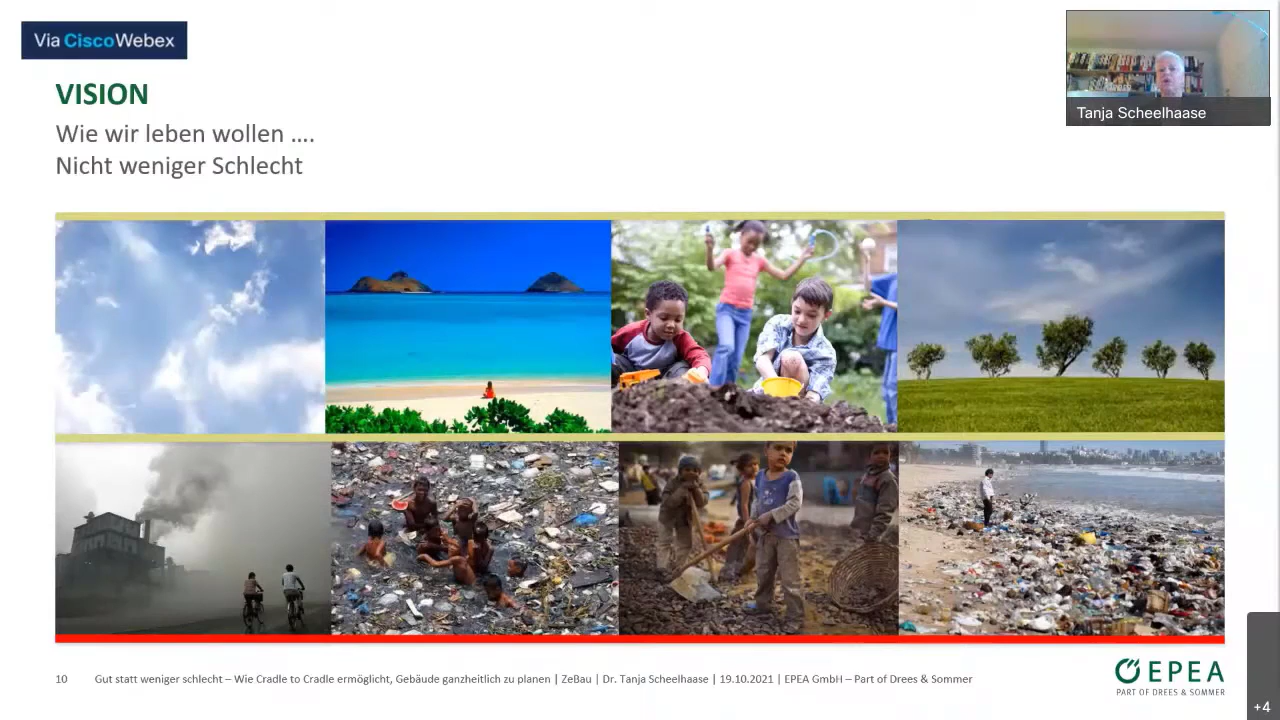 Via CiscoWebex
Tanja Scheelhaase
VISION
Wie wir leben wollen ....
Nicht weniger Schlecht
10 Gut statt weniger schlecht – Wie Cradle to Cradle ermöglicht, Gebäude ganzheitlich zu planen | ZeBau | Dr. Tanja Scheelhaase | 19.10.2021 | EPEA GmbH – Part of Drees & Sommer
EPEA
PART OF DREES & SOMMER
+4